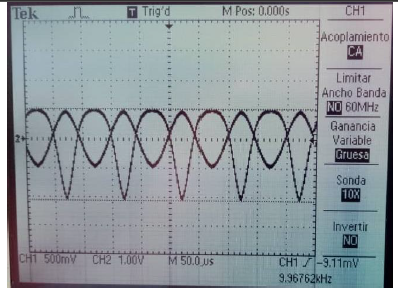 Tek T Trig'd M Pos: 0.000s CH1
Acoplamiento
CA
Limitar
Ancho Banda
NO 60MHz
Ganancia
Variable
Gruesa
2
Sonda
10X
Invertir
NO
CH1 500mV CH2 1.00V M 50.0µs CH1 -9.11mV
9.96762kHz